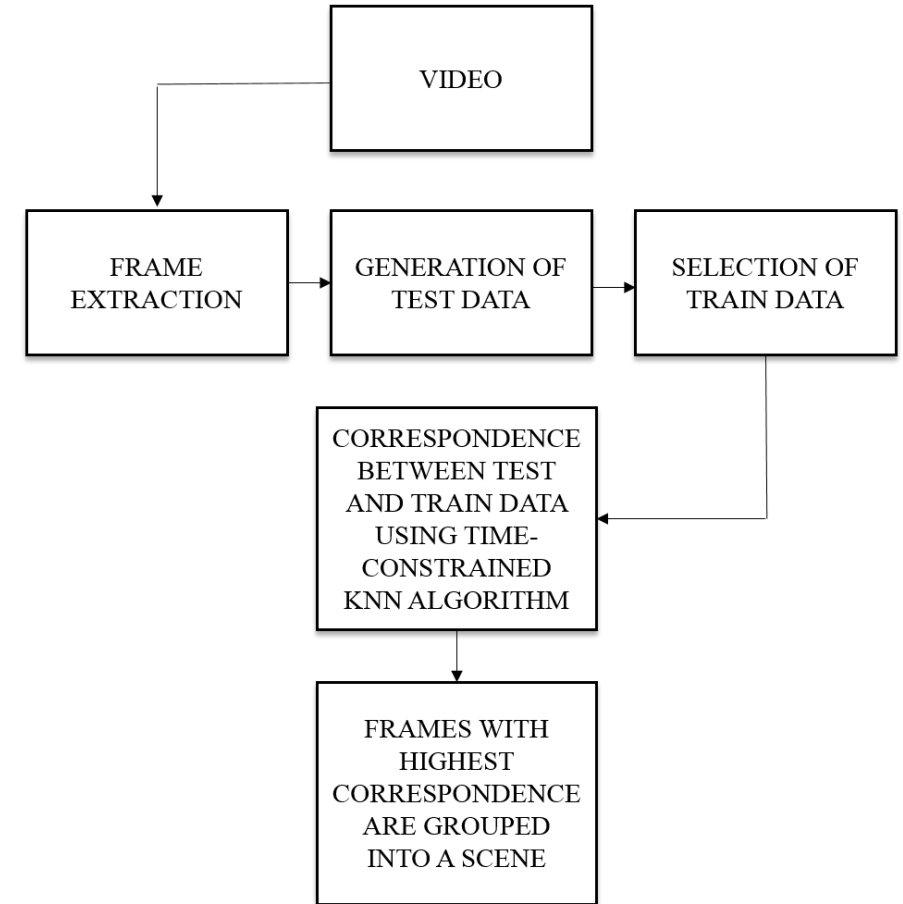 VIDEO
FRAME
EXTRACTION
GENERATION OF
TEST DATA
SELECTION OF
TRAIN DATA
CORRESPONDENCE
BETWEEN TEST
AND TRAIN DATA
USING TIME-
CONSTRAINED
KNN ALGORITHM
FRAMES WITH
HIGHEST
CORRESPONDENCE
ARE GROUPED
INTO A SCENE